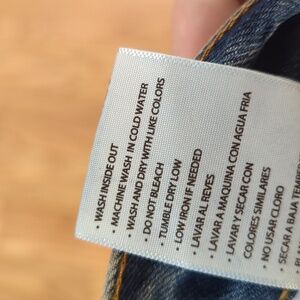 WASH INSIDE OUT
• MACHINE WASH IN COLD WATER
• WASH AND DRY WITH LIKE COLORS
• DO NOT BLEACH
• TUMBLE DRY LOW
• LOW IRON IF NEEDED
LAVAR AL REVES
• LAVAR A MAQUINA CON AGUA FRIA
• LAVAR Y SECAR CON
COLORES SIMILARES
• NO USAR CLORO
• SECAR A BAJA